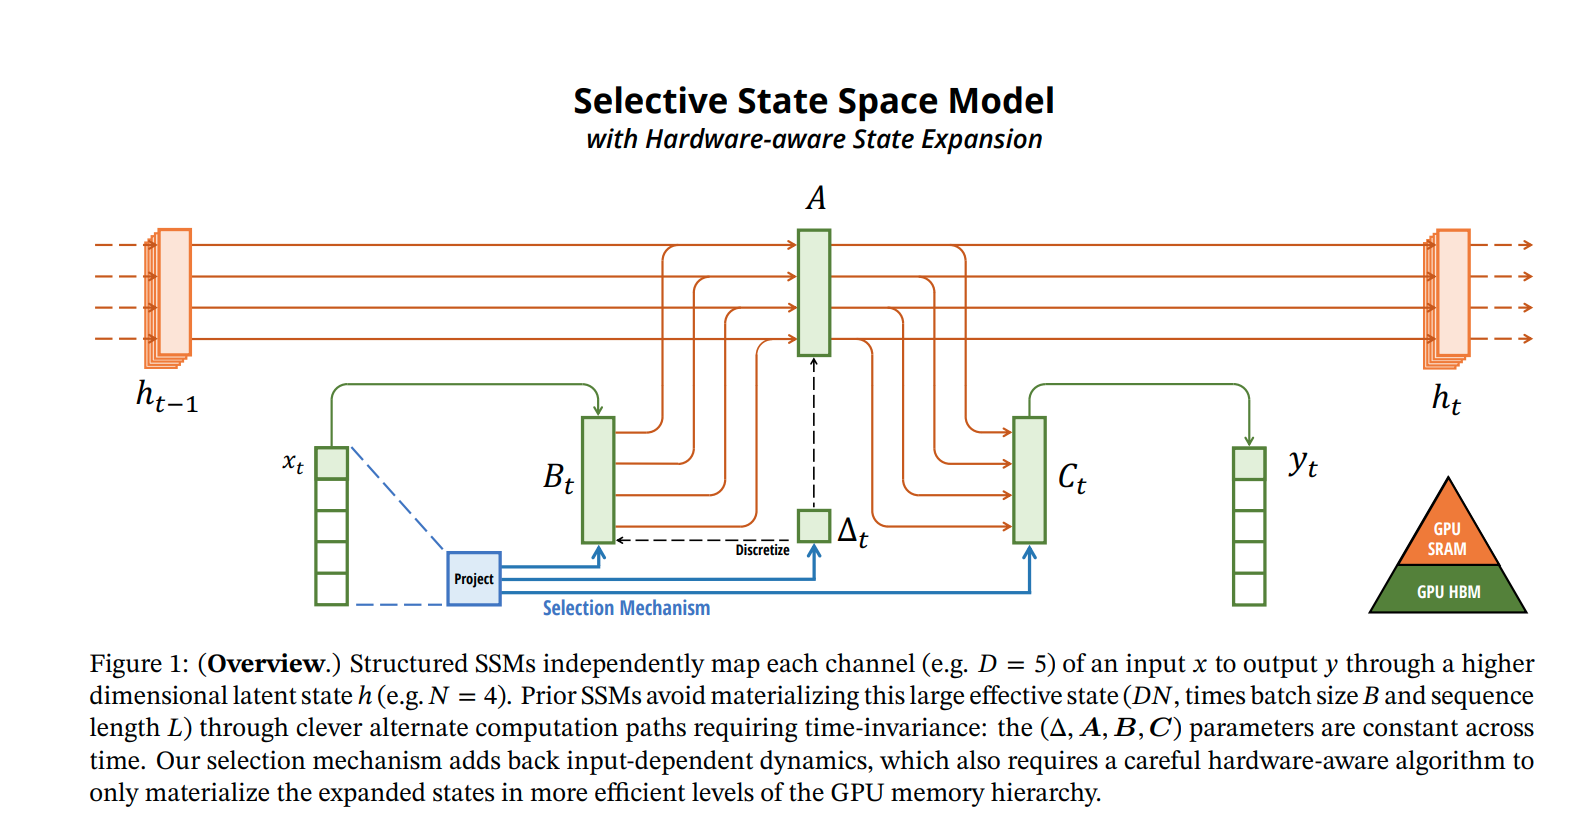 Selective State Space Model
with Hardware-aware State Expansion
A
h_{t−1}
h_t
x_t
B_t
C_t
y_t
Δ_t
Discretize
Project
Selection Mechanism
GPU
SRAM
GPU HBM
Figure 1: (Overview.) Structured SSMs independently map each channel (e.g. D = 5) of an input x to output y through a higher
dimensional latent state h (e.g. N = 4). Prior SSMs avoid materializing this large effective state (DN, times batch size B and sequence
length L) through clever alternate computation paths requiring time-invariance: the (Δ, A, B, C) parameters are constant across
time. Our selection mechanism adds back input-dependent dynamics, which also requires a careful hardware-aware algorithm to
only materialize the expanded states in more efficient levels of the GPU memory hierarchy.